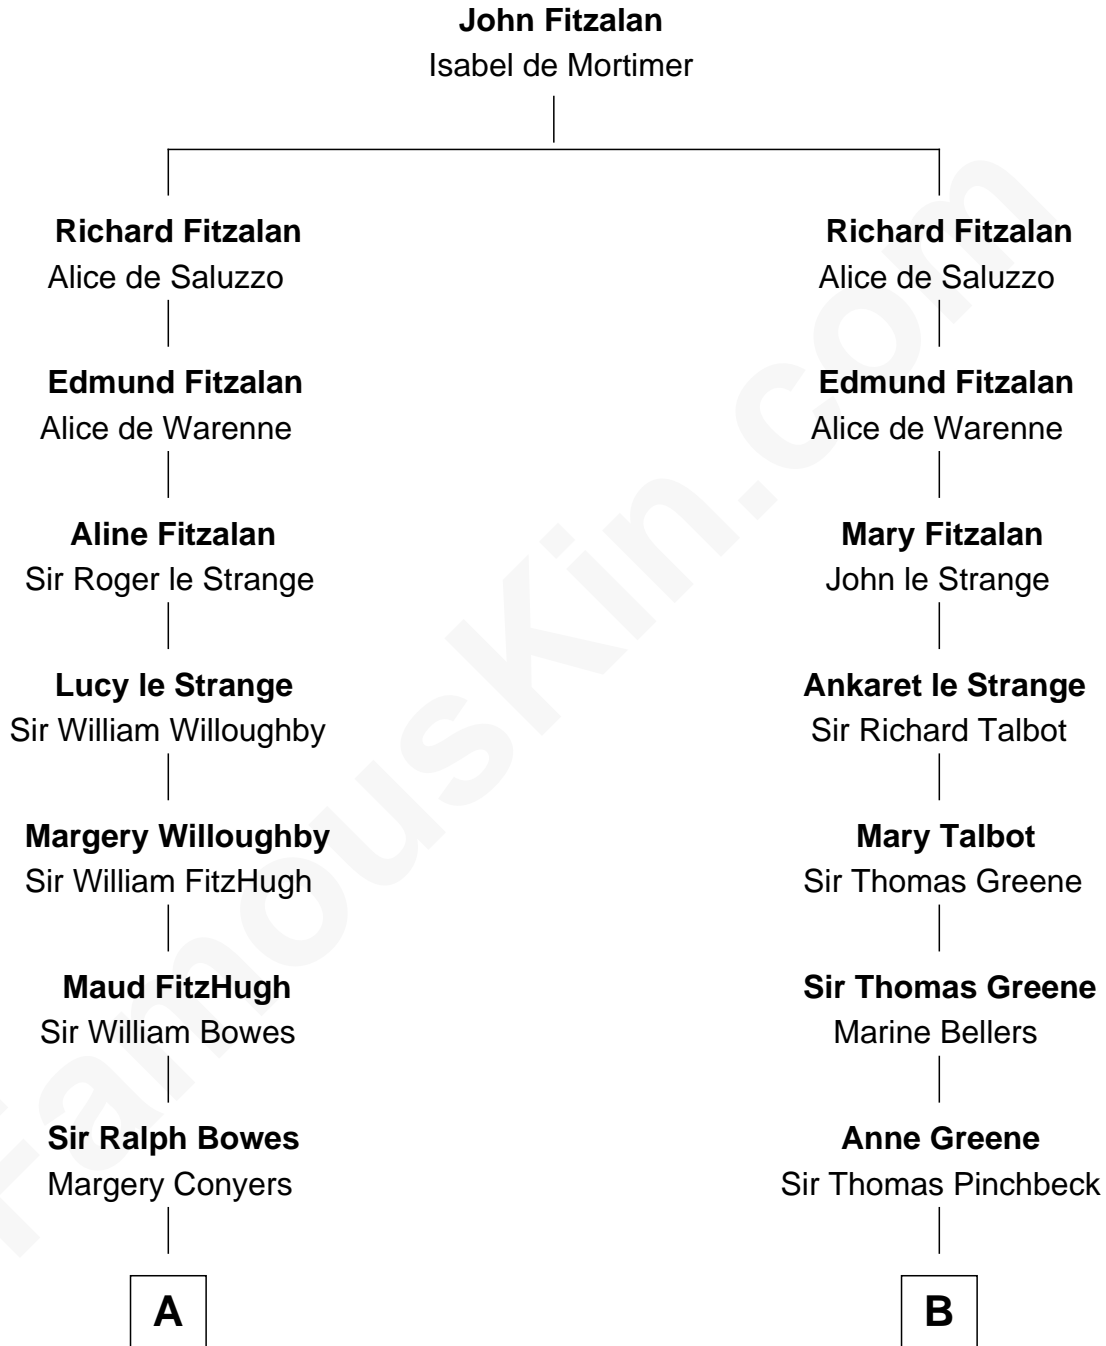 John Fitzalan
Isabel de Mortimer
Richard Fitzalan
Alice de Saluzzo
Richard Fitzalan
Alice de Saluzzo
Edmund Fitzalan
Alice de Warenne
Edmund Fitzalan
Alice de Warenne
Aline Fitzalan
Sir Roger le Strange
Mary Fitzalan
John le Strange
Lucy le Strange
Sir William Willoughby
Ankaret le Strange
Sir Richard Talbot
Margery Willoughby
Sir William FitzHugh
Mary Talbot
Sir Thomas Greene
Maud FitzHugh
Sir William Bowes
Sir Thomas Greene
Marine Bellers
Sir Ralph Bowes
Margery Conyers
Anne Greene
Sir Thomas Pinchbeck
A
B
FamousKin.com